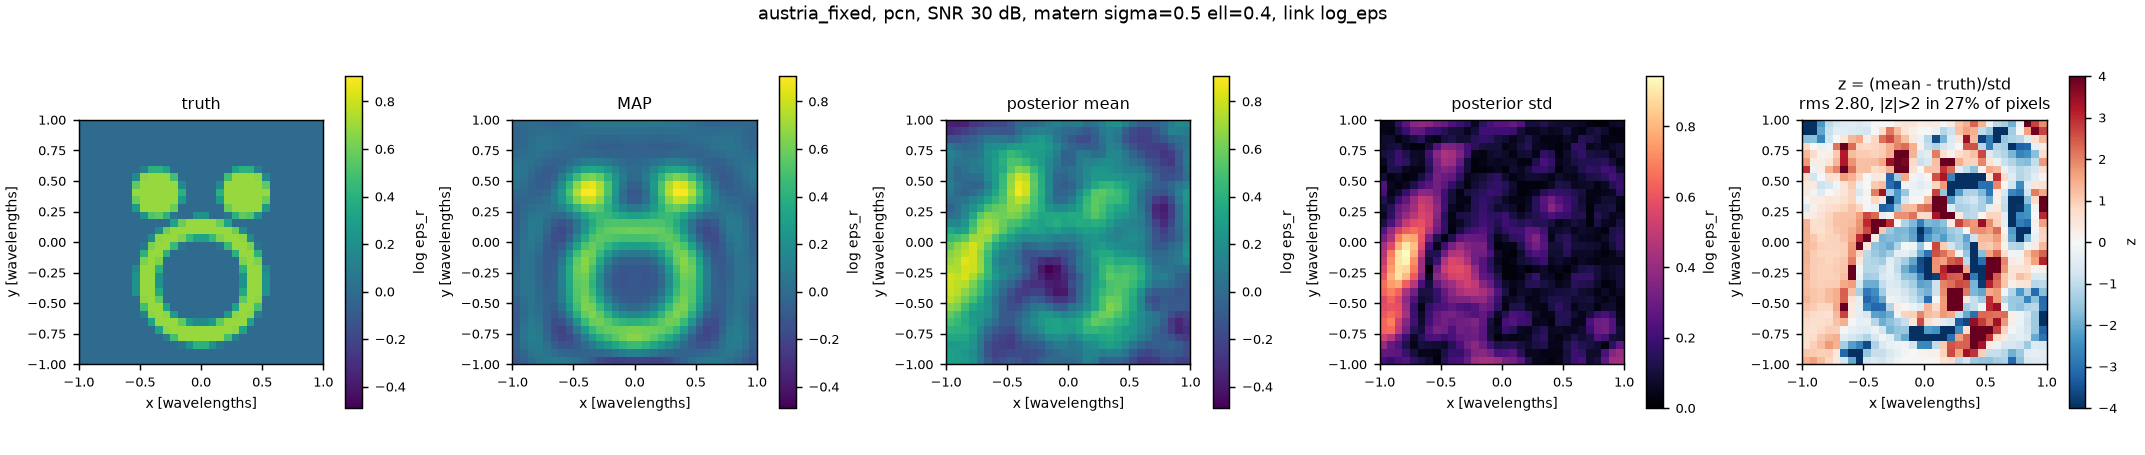 austria_fixed, pcn, SNR 30 dB, matern sigma=0.5 ell=0.4, link log_eps
truth
1.00
0.75
0.50
0.25
0.00
−0.25
−0.50
−0.75
−1.00
y [wavelengths]
−1.0 −0.5 0.0 0.5 1.0
x [wavelengths]
0.8
0.6
0.4
0.2
0.0
−0.2
−0.4
log eps_r
MAP
1.00
0.75
0.50
0.25
0.00
−0.25
−0.50
−0.75
−1.00
y [wavelengths]
−1.0 −0.5 0.0 0.5 1.0
x [wavelengths]
0.8
0.6
0.4
0.2
0.0
−0.2
−0.4
log eps_r
posterior mean
1.00
0.75
0.50
0.25
0.00
−0.25
−0.50
−0.75
−1.00
y [wavelengths]
−1.0 −0.5 0.0 0.5 1.0
x [wavelengths]
0.8
0.6
0.4
0.2
0.0
−0.2
−0.4
log eps_r
posterior std
1.00
0.75
0.50
0.25
0.00
−0.25
−0.50
−0.75
−1.00
y [wavelengths]
−1.0 −0.5 0.0 0.5 1.0
x [wavelengths]
0.8
0.6
0.4
0.2
0.0
log eps_r
z = (mean - truth)/std
rms 2.80, |z|>2 in 27% of pixels
1.00
0.75
0.50
0.25
0.00
−0.25
−0.50
−0.75
−1.00
y [wavelengths]
−1.0 −0.5 0.0 0.5 1.0
x [wavelengths]
4
3
2
1
0
−1
−2
−3
−4
z